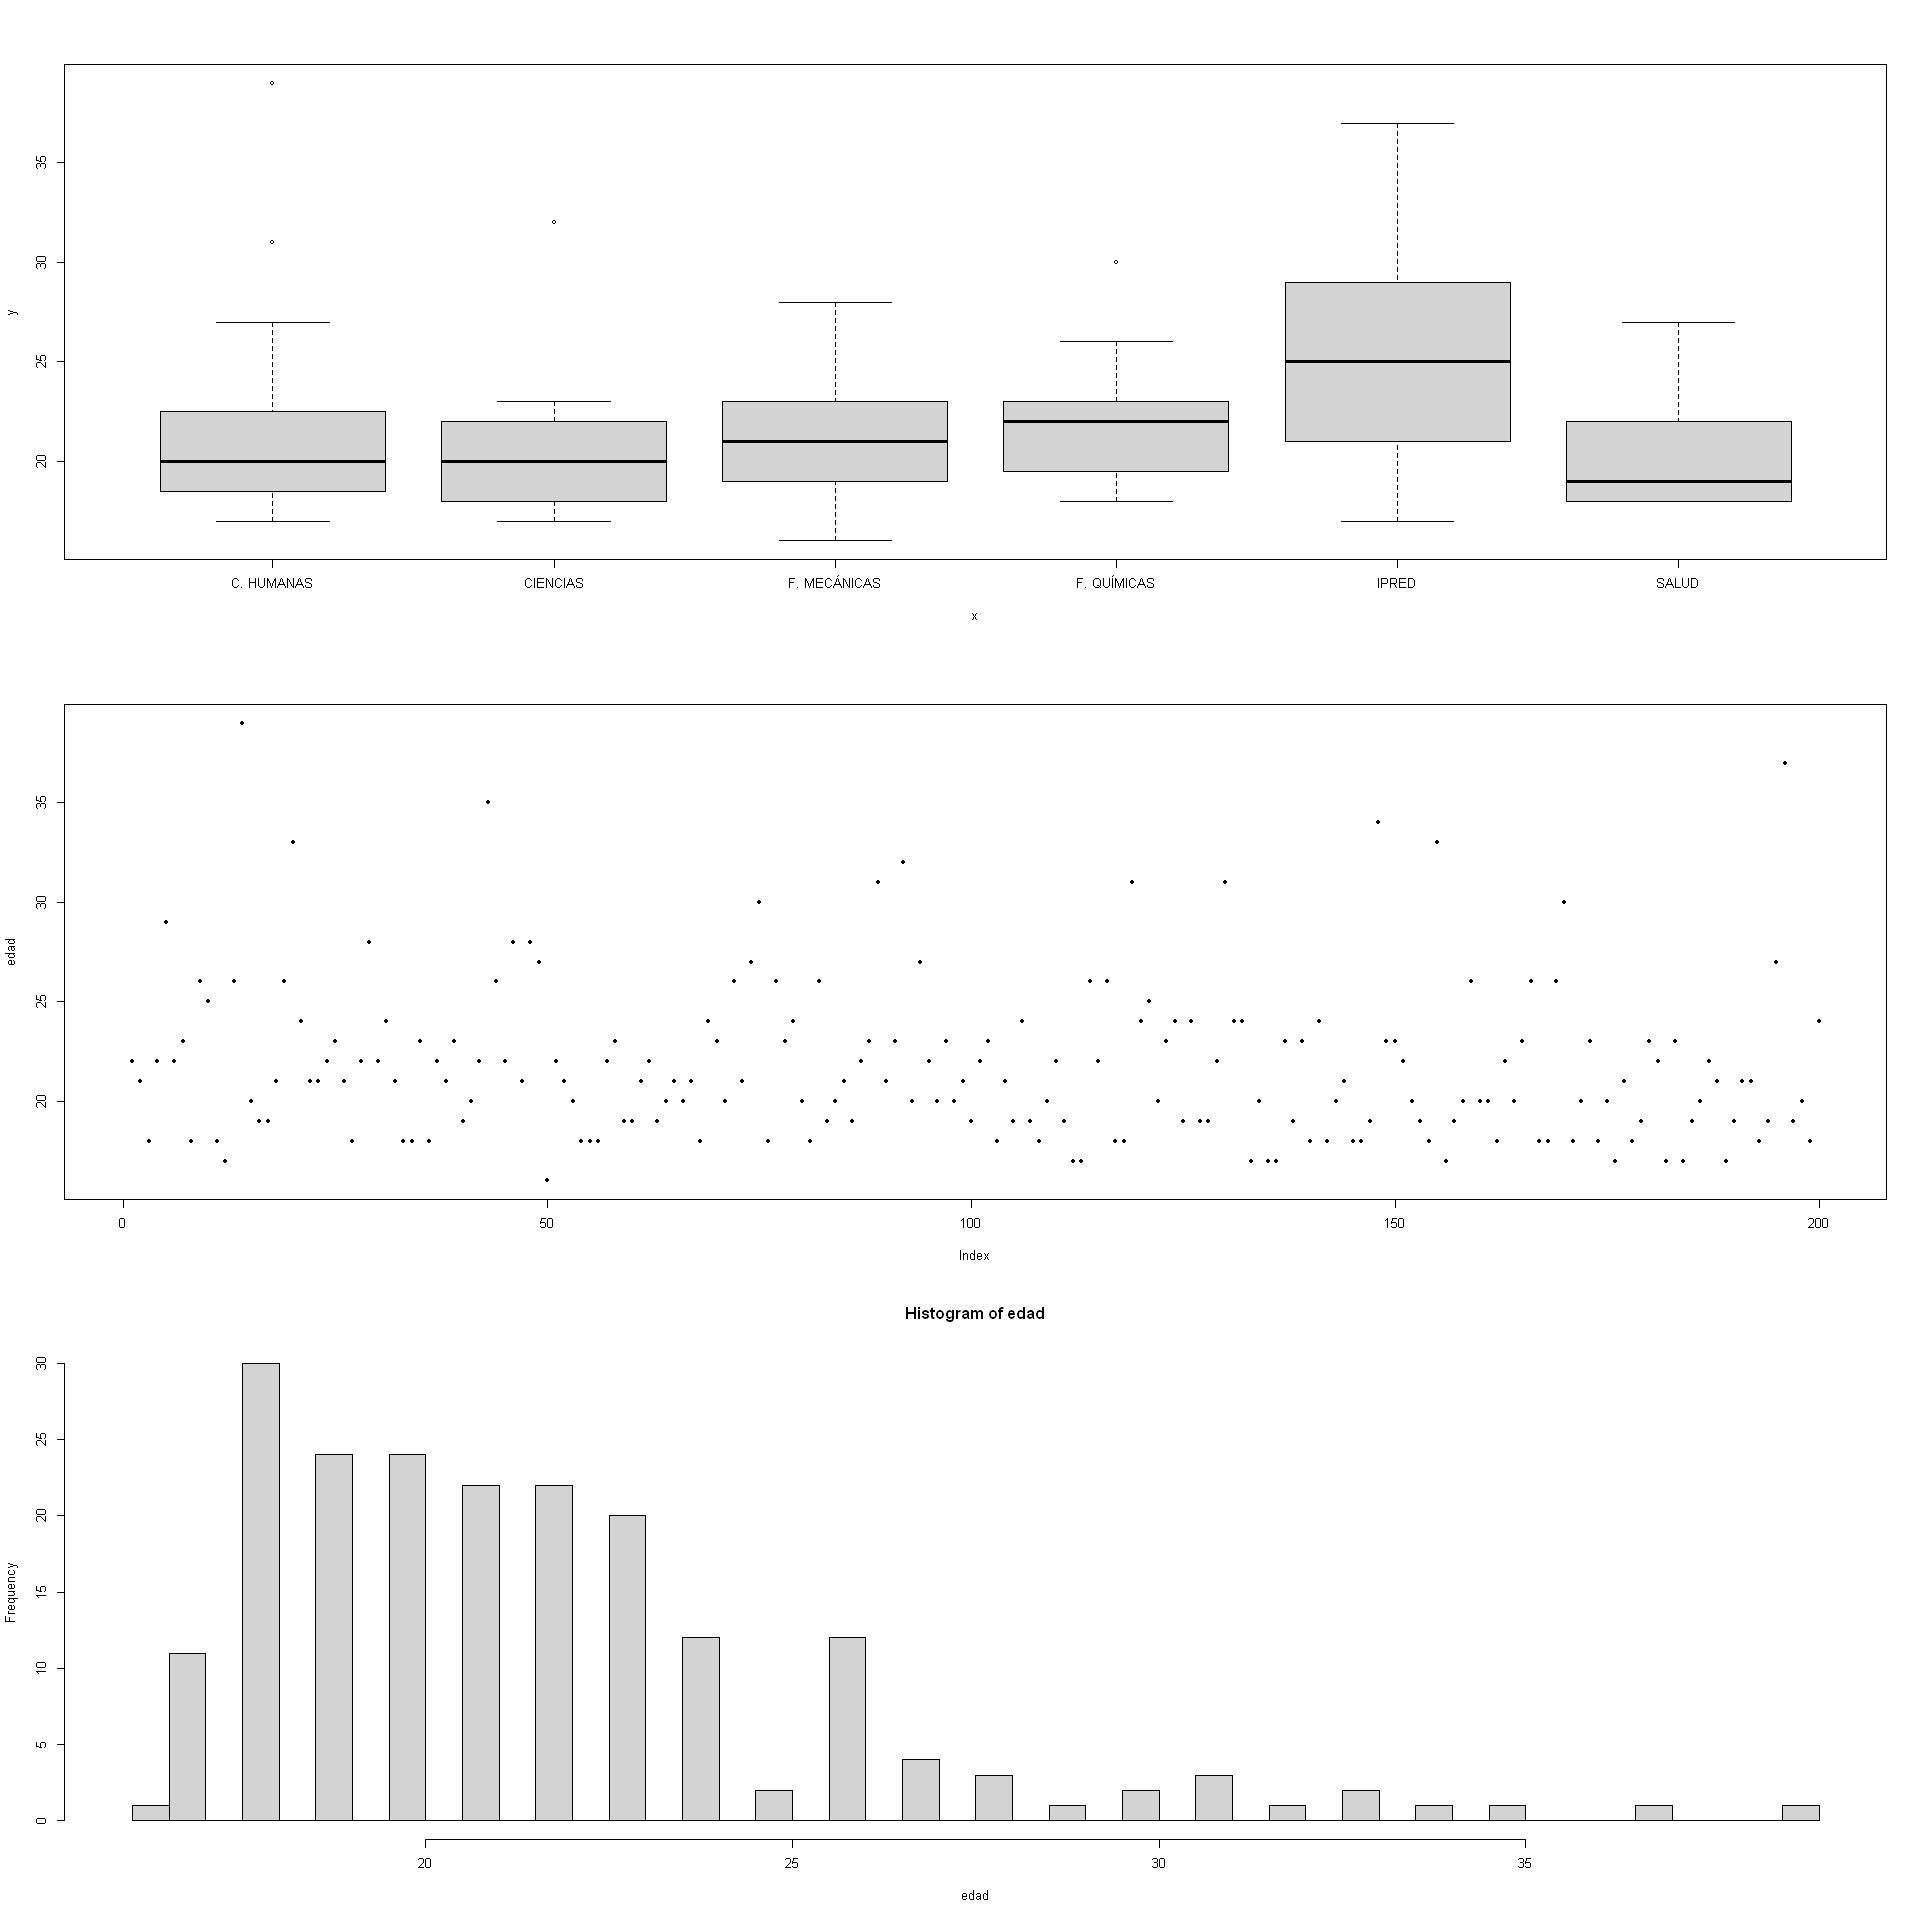 35
30
25
20
y
C. HUMANAS CIENCIAS F. MECÁNICAS F. QUÍMICAS IPRED SALUD
x
35
30
25
20
edad
0 50 100 150 200
Index
Histogram of edad
30
25
20
15
10
5
0
Frequency
20 25 30 35
edad